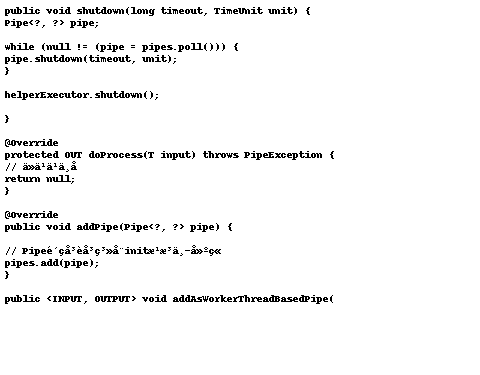 public void shutdown(long timeout, TimeUnit unit) {
Pipe<?, ?> pipe;
while (null != (pipe = pipes.poll())) {
pipe.shutdown(timeout, unit);
}
helperExecutor.shutdown();
}
@Override
protected OUT doProcess(T input) throws PipeException {
// ä»ä¹ä¹ä¸å
return null;
}
@Override
public void addPipe(Pipe<?, ?> pipe) {
// Pipeé´çå³èå³ç³»å¨initæ¹æ³ä¸­å»ºç«
pipes.add(pipe);
}
public <INPUT, OUTPUT> void addAsWorkerThreadBasedPipe(